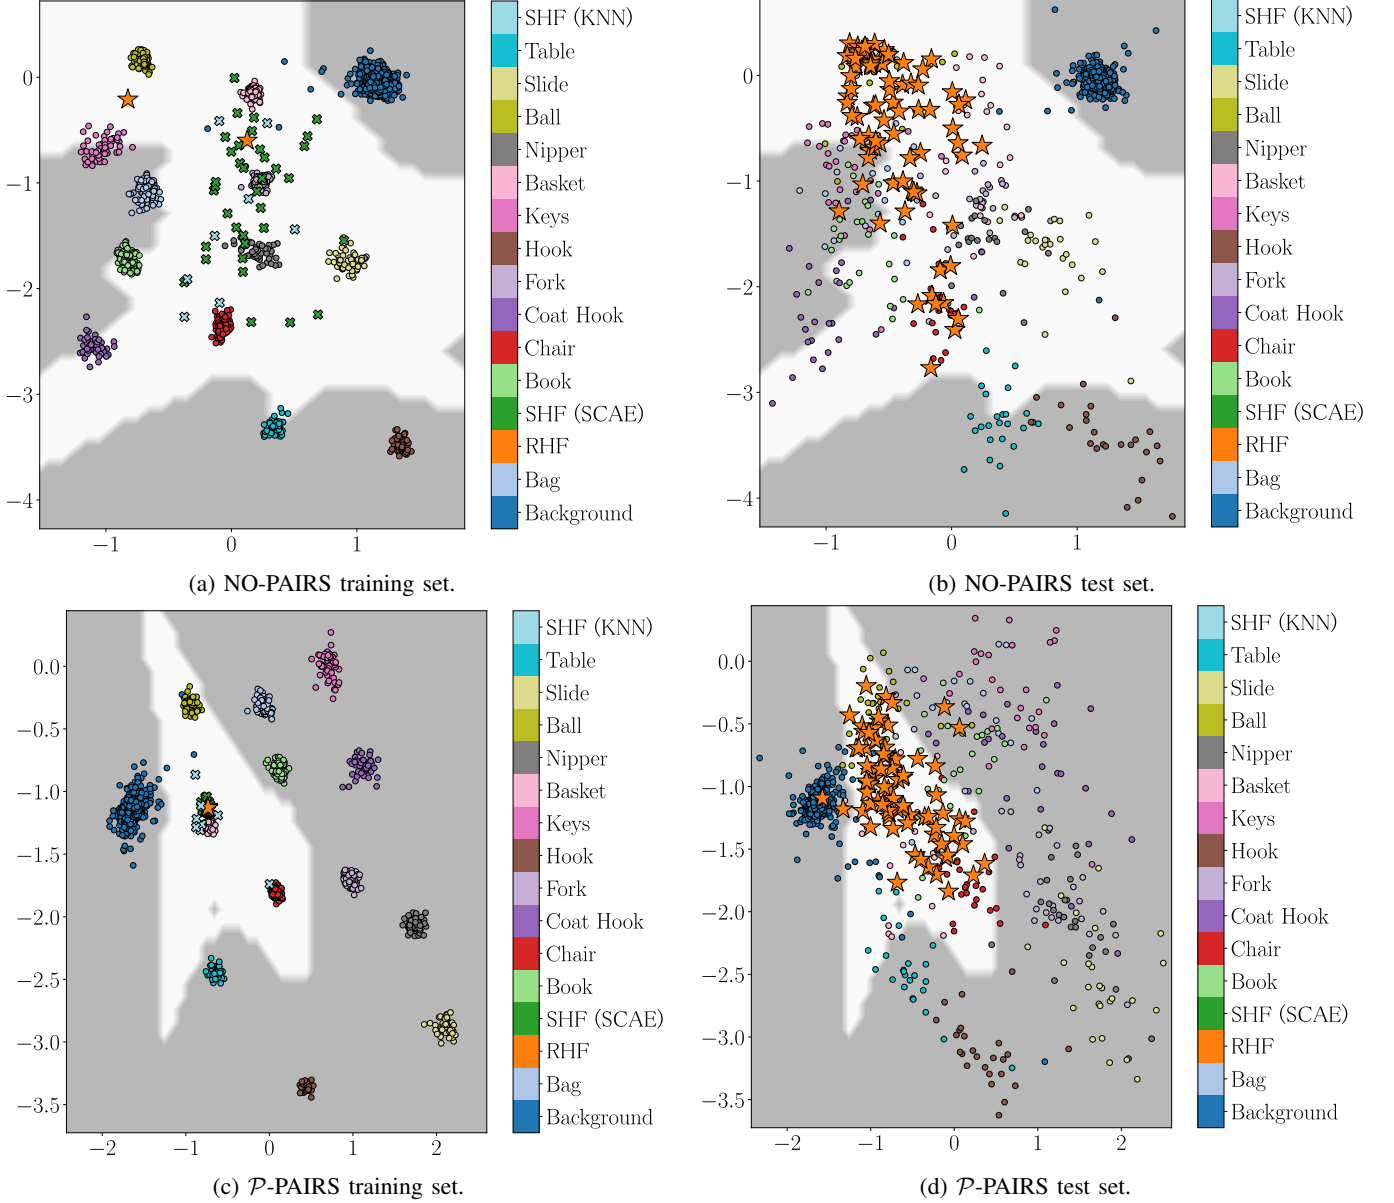 0
−1
−2
−3
−4
−1
0
1
SHF (KNN)
Table
Slide
Ball
Nipper
Basket
Keys
Hook
Fork
Coat Hook
Chair
Book
SHF (SCAE)
RHF
Bag
Background
(a) NO-PAIRS training set.
0
−1
−2
−3
−4
−1
0
1
SHF (KNN)
Table
Slide
Ball
Nipper
Basket
Keys
Hook
Fork
Coat Hook
Chair
Book
SHF (SCAE)
RHF
Bag
Background
(b) NO-PAIRS test set.
0.0
−0.5
−1.0
−1.5
−2.0
−2.5
−3.0
−3.5
−2
−1
0
1
2
SHF (KNN)
Table
Slide
Ball
Nipper
Basket
Keys
Hook
Fork
Coat Hook
Chair
Book
SHF (SCAE)
RHF
Bag
Background
(c) 𝒫-PAIRS training set.
0.0
−0.5
−1.0
−1.5
−2.0
−2.5
−3.0
−3.5
−2
−1
0
1
2
SHF (KNN)
Table
Slide
Ball
Nipper
Basket
Keys
Hook
Fork
Coat Hook
Chair
Book
SHF (SCAE)
RHF
Bag
Background
(d) 𝒫-PAIRS test set.